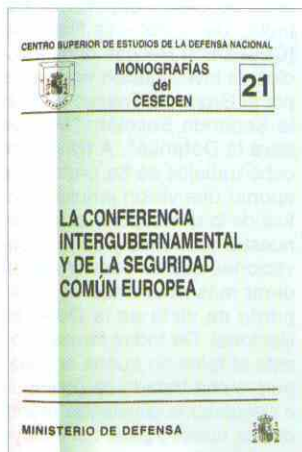 CENTRO SUPERIOR DE ESTUDIOS DE LA DEFENSA NACIONAL
MONOGRAFÍAS
del
CESEDEN
21
LA CONFERENCIA
INTERGUBERNAMENTAL
Y DE LA SEGURIDAD
COMÚN EUROPEA
MINISTERIO DE DEFENSA